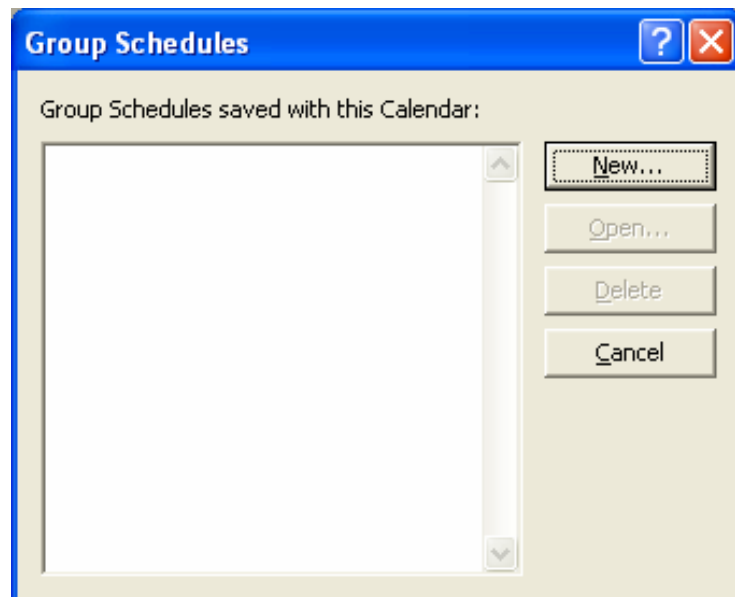 Group Schedules
Group Schedules saved with this Calendar:
New...
Open...
Delete
Cancel